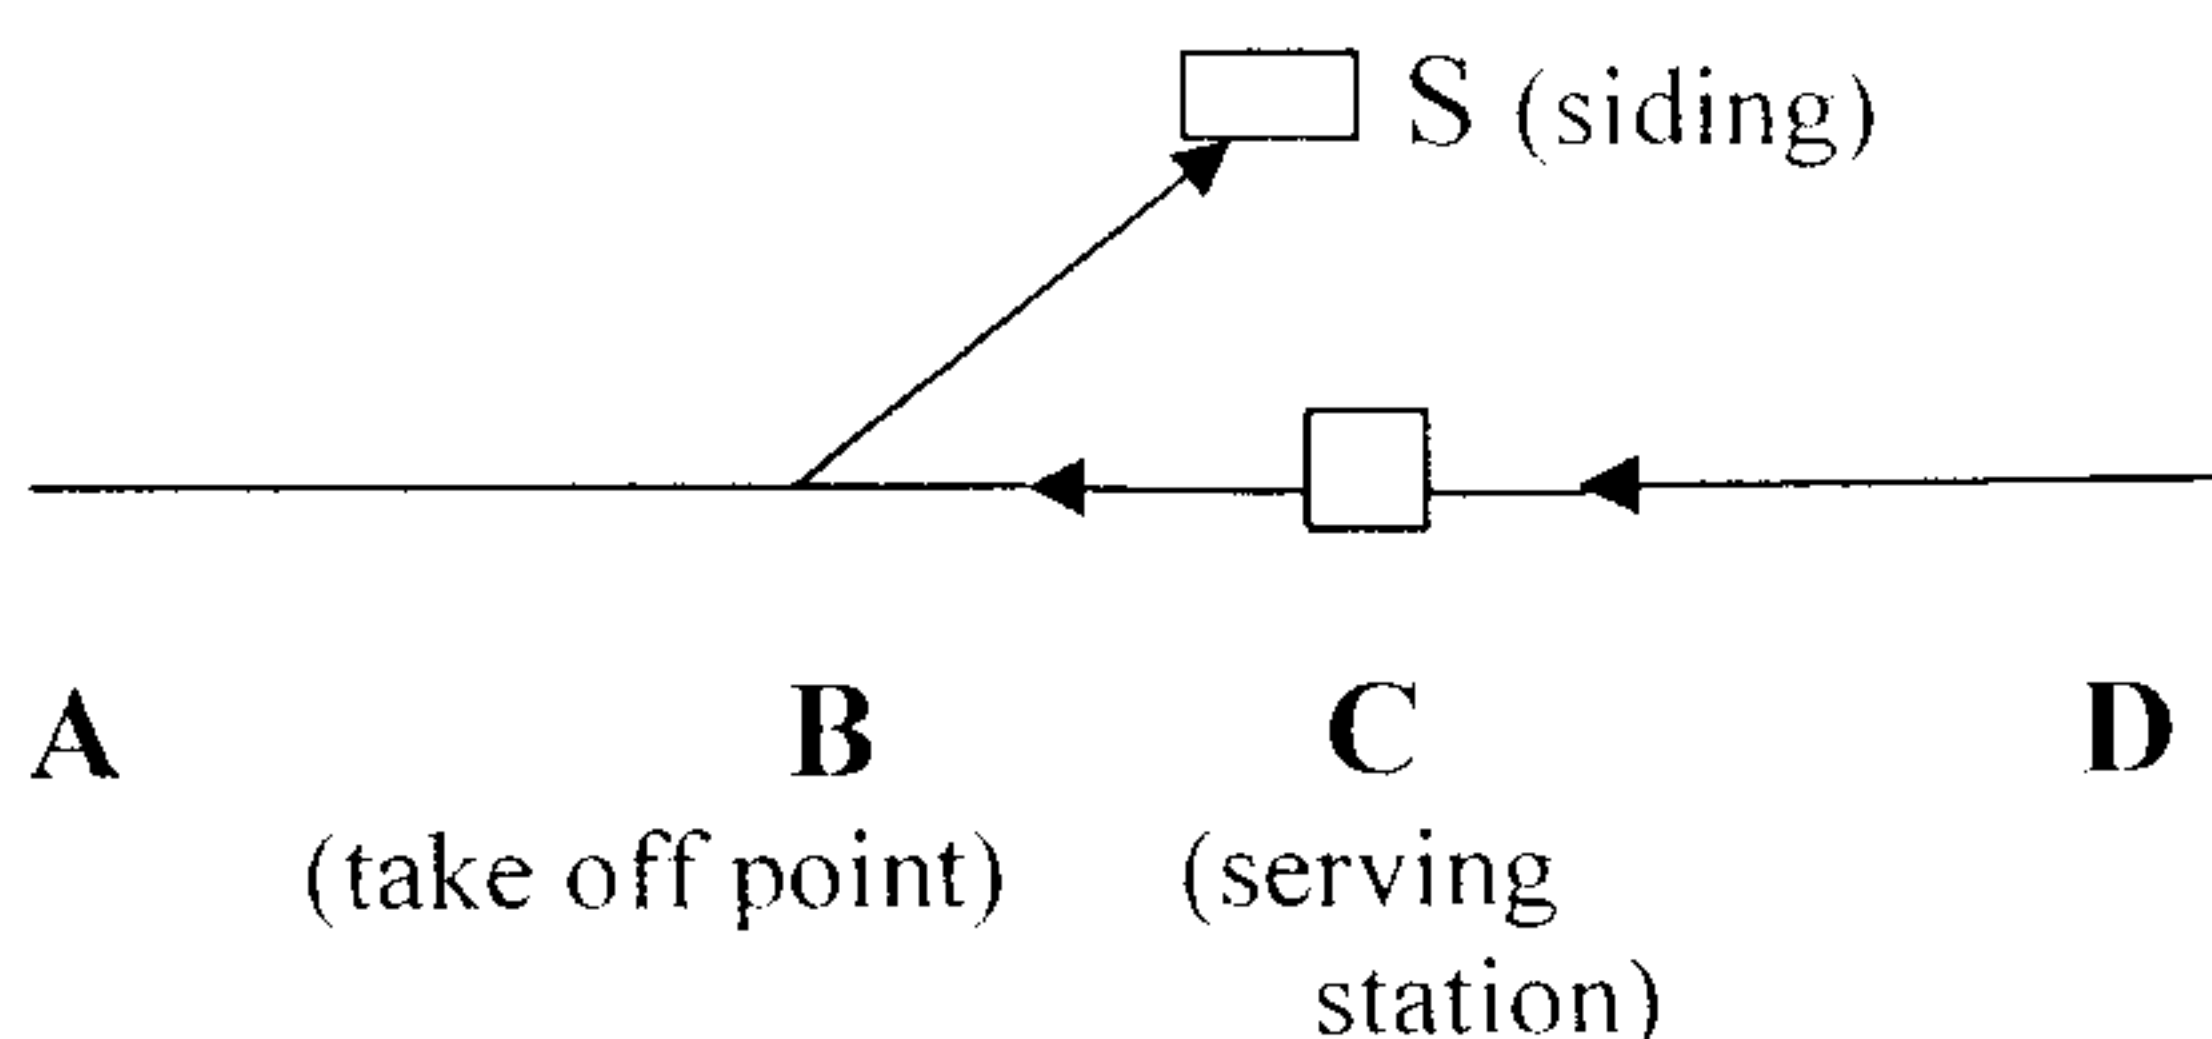 S (siding)
A B C D
(take off point) (serving
station)